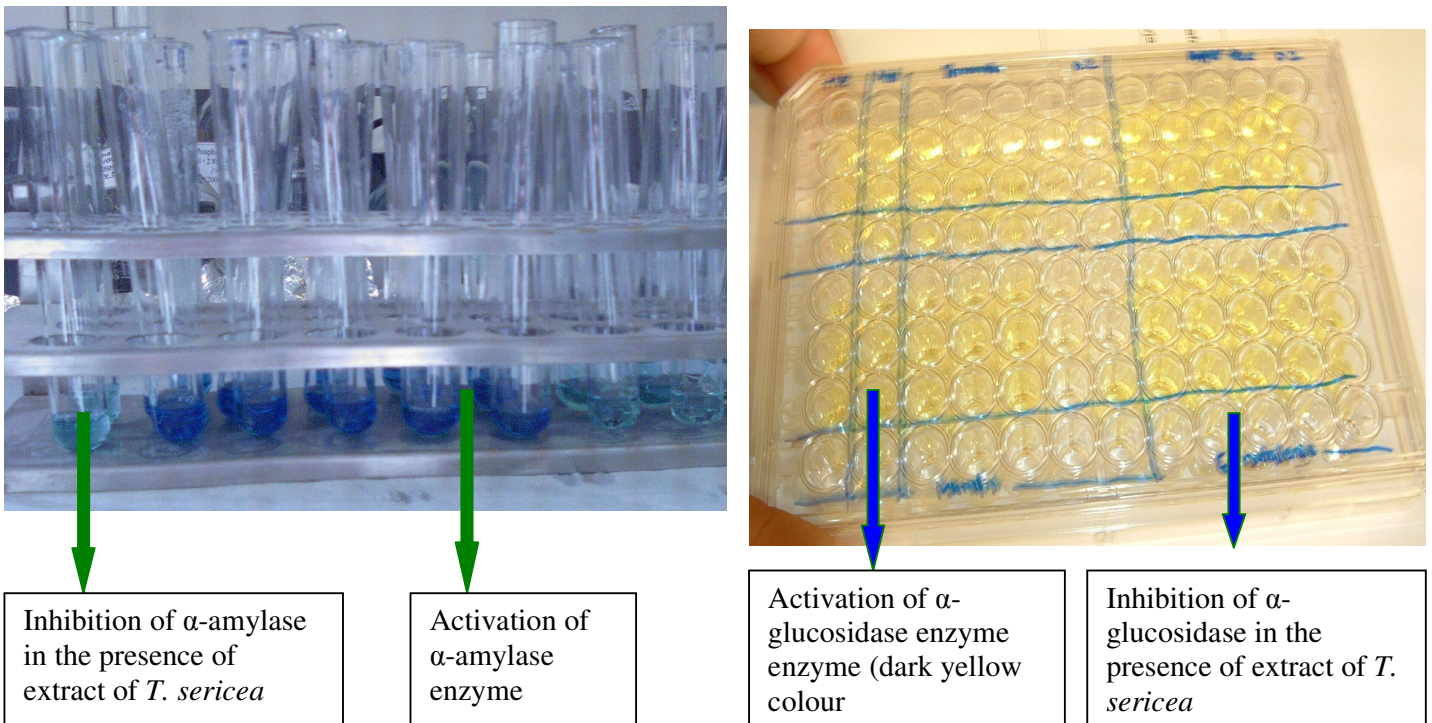 Inhibition of α-amylase
in the presence of
extract of T. sericea
Activation of
α-amylase
enzyme
Activation of α-
glucosidase enzyme
enzyme (dark yellow
colour
Inhibition of α-
glucosidase in the
presence of extract of T.
sericea